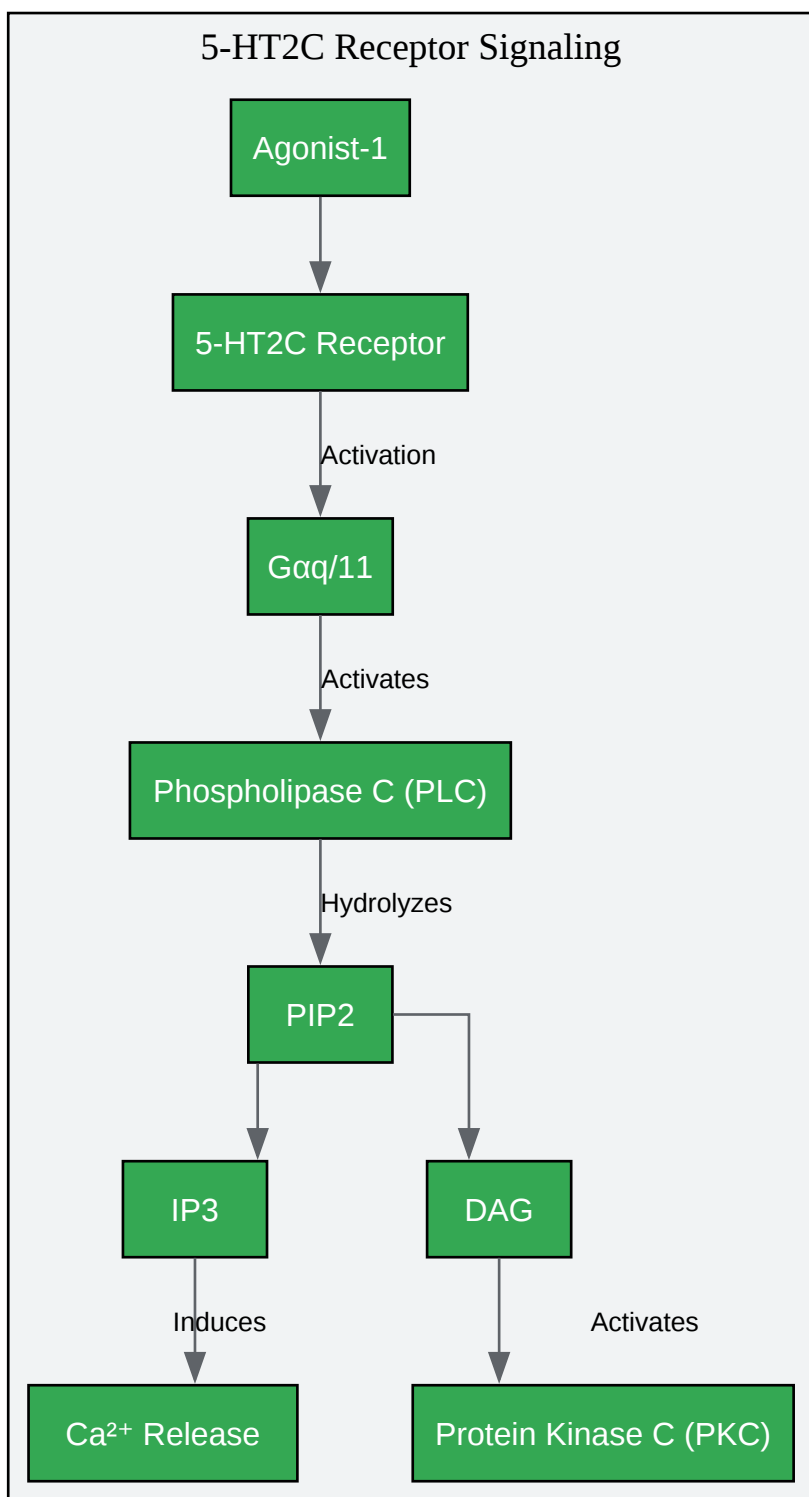 5-HT2C Receptor Signaling
Agonist-1
5-HT2C Receptor
Activation
Gαq/11
Activates
Phospholipase C (PLC)
Hydrolyzes
PIP2
IP3
DAG
Induces
Activates
Ca²⁺ Release
Protein Kinase C (PKC)